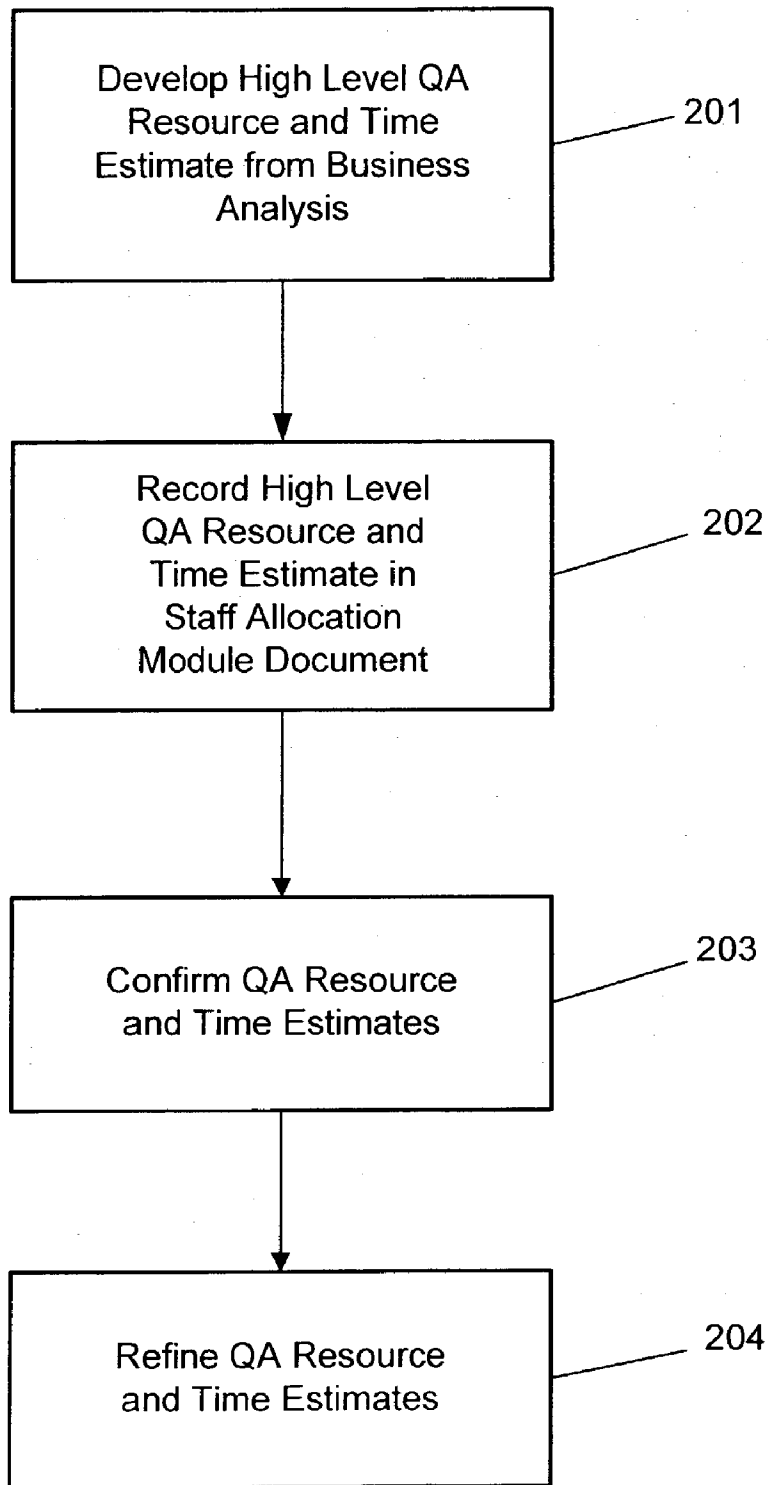 Develop High Level QA
Resource and Time
Estimate from Business
Analysis
201
Record High Level
QA Resource and
Time Estimate in
Staff Allocation
Module Document
202
Confirm QA Resource
and Time Estimates
203
Refine QA Resource
and Time Estimates
204